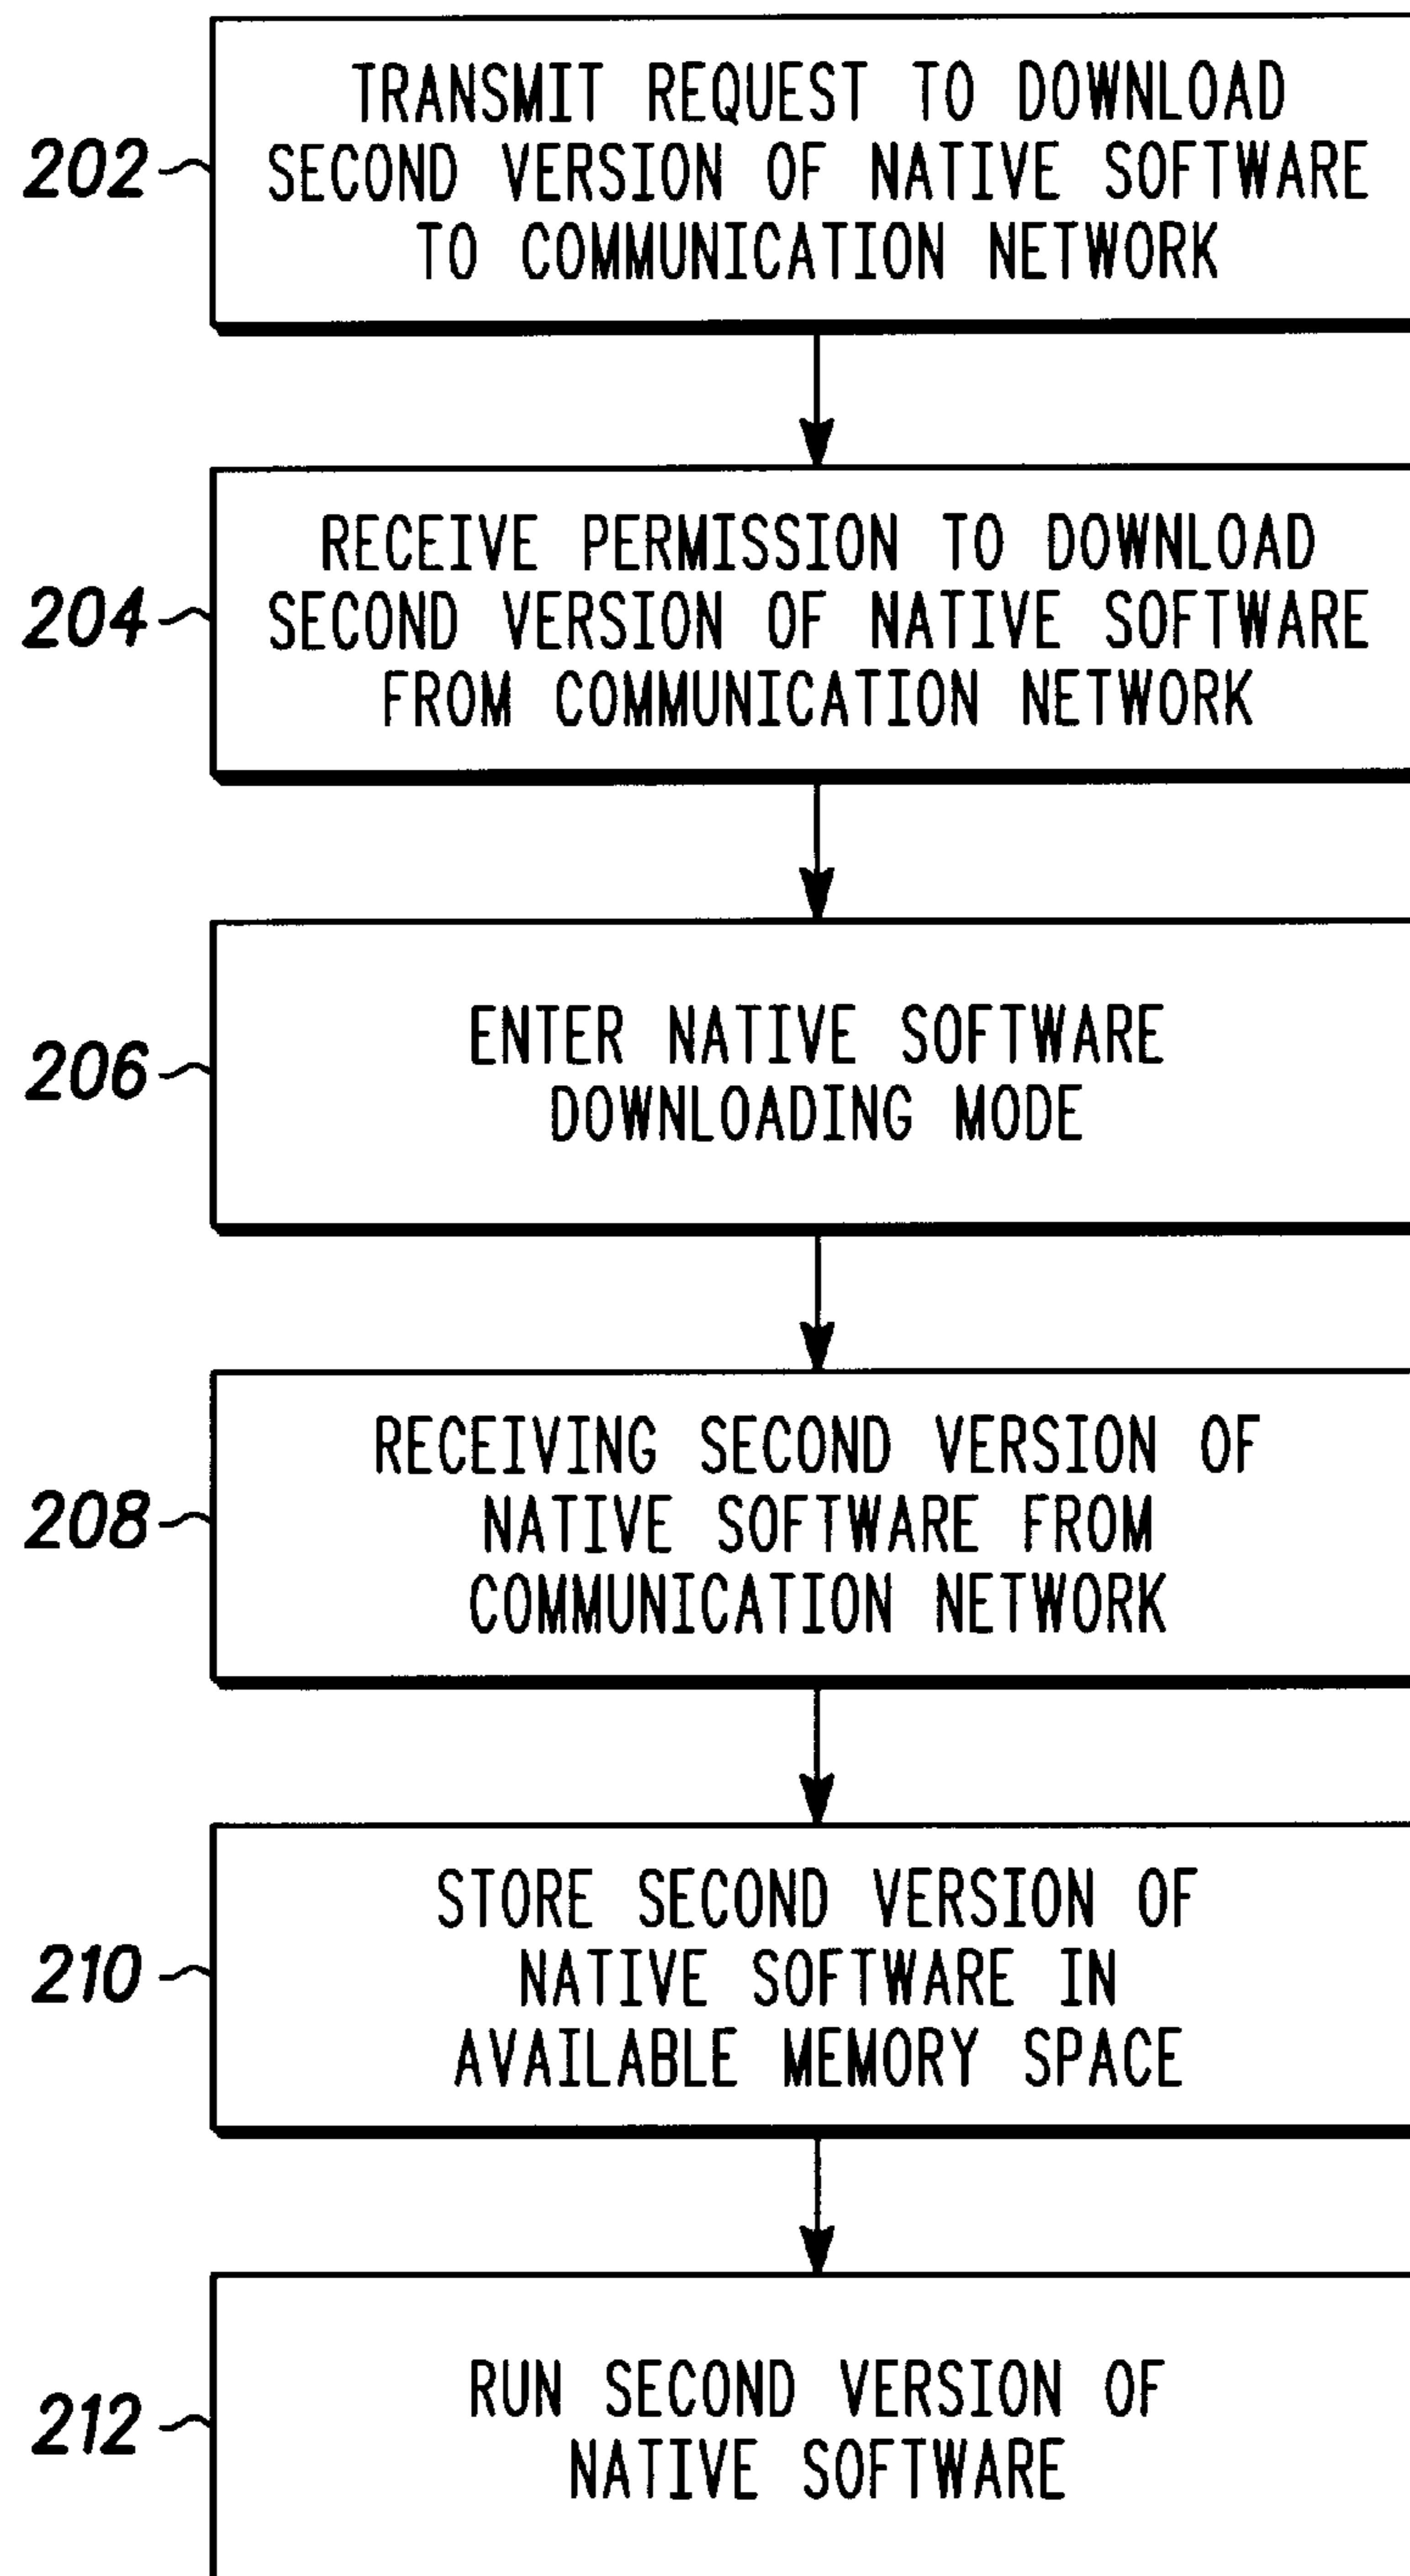 TRANSMIT REQUEST TO DOWNLOAD
202 SECOND VERSION OF NATIVE SOFTWARE
TO COMMUNICATION NETWORK
RECEIVE PERMISSION TO DOWNLOAD
204 SECOND VERSION OF NATIVE SOFTWARE
FROM COMMUNICATION NETWORK
206 ENTER NATIVE SOFTWARE
DOWNLOADING MODE
RECEIVING SECOND VERSION OF
208 NATIVE SOFTWARE FROM
COMMUNICATION NETWORK
STORE SECOND VERSION OF
210 NATIVE SOFTWARE IN
AVAILABLE MEMORY SPACE
212 RUN SECOND VERSION OF
NATIVE SOFTWARE